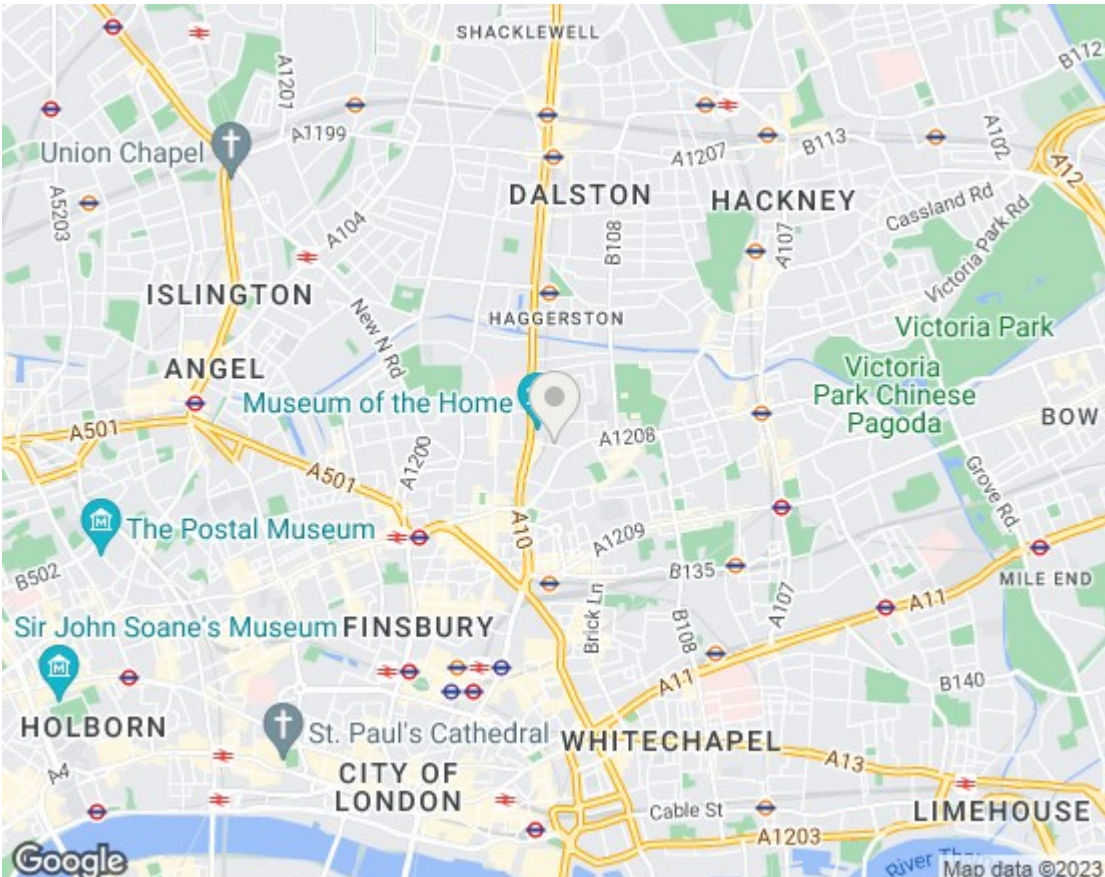 SHACKLEWELL
B112
A1201
Union Chapel
A1199
A1207
B113
A102
A12
A5203
A104
DALSTON
HACKNEY
Cassland Rd
B108
A107
Victoria Park Rd
ISLINGTON
New N Rd
HAGGERSTON
Victoria Park
ANGEL
Victoria
Park Chinese
Pagoda
Museum of the Home
BOW
A501
A1208
A501
A1200
Grove Rd.
The Postal Museum
A10
A1209
B502
B135
MILE END
Brick Ln
A107
A11
Sir John Soane's Museum
FINSBURY
B108
A11
B140
HOLBORN
St. Paul's Cathedral
WHITECHAPEL
A13
A4
CITY OF
LONDON
Cable St
LIMEHOUSE
A1203
Google
River
Map data ©2023